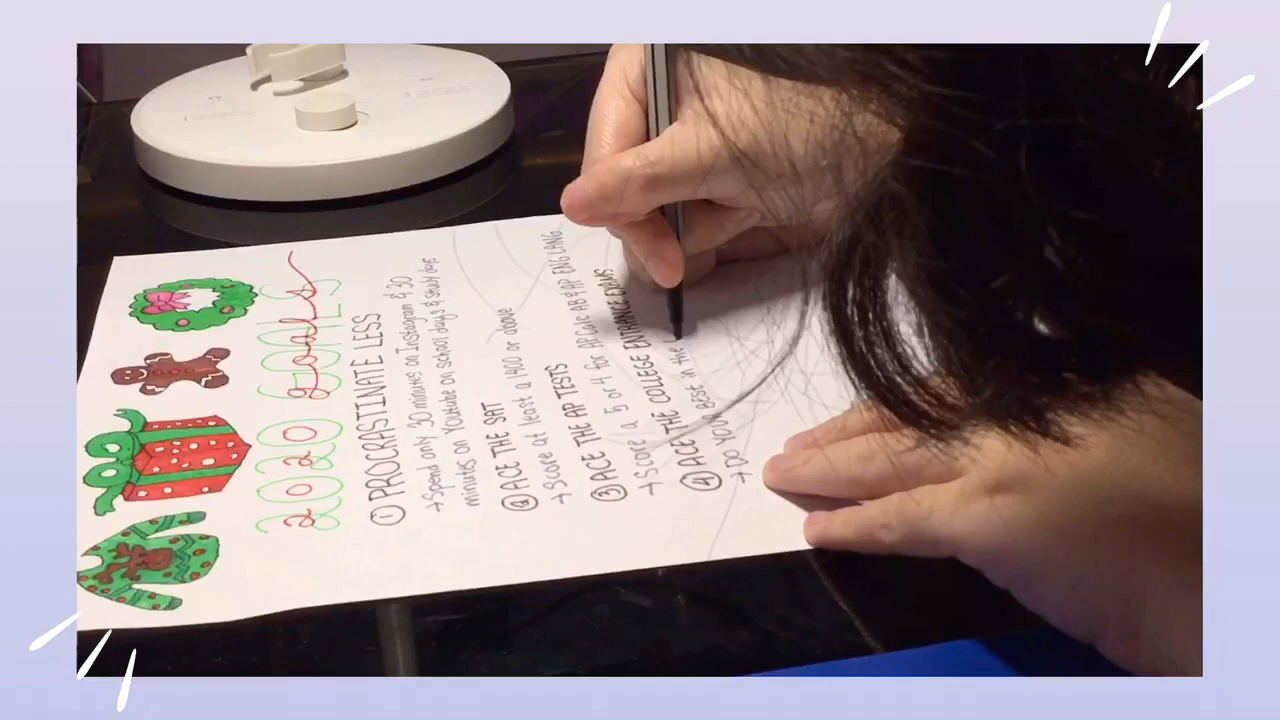 2020 GOALS
goals
① PROCRASTINATE LESS
→ Spend only 30 minutes on Instagram & 30
minutes on Youtube on school days & study days
② ACE THE SAT
→ Score at least a 1400 or above
③ ACE THE AP TESTS
→ Score a 5 or 4 for AP CALC AB & AP ENG LANG
④ ACE THE COLLEGE ENTRANCE EXAMS
→ DO YOUR best in the